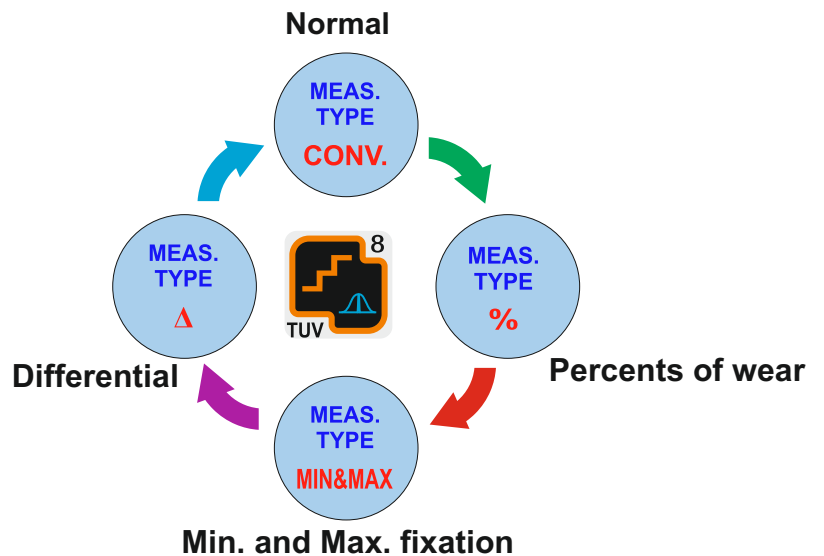 Normal
MEAS.
TYPE
CONV.
MEAS.
TYPE
Δ
8
TUV
MEAS.
TYPE
%
Differential
Percents of wear
MEAS.
TYPE
MIN&MAX
Min. and Max. fixation